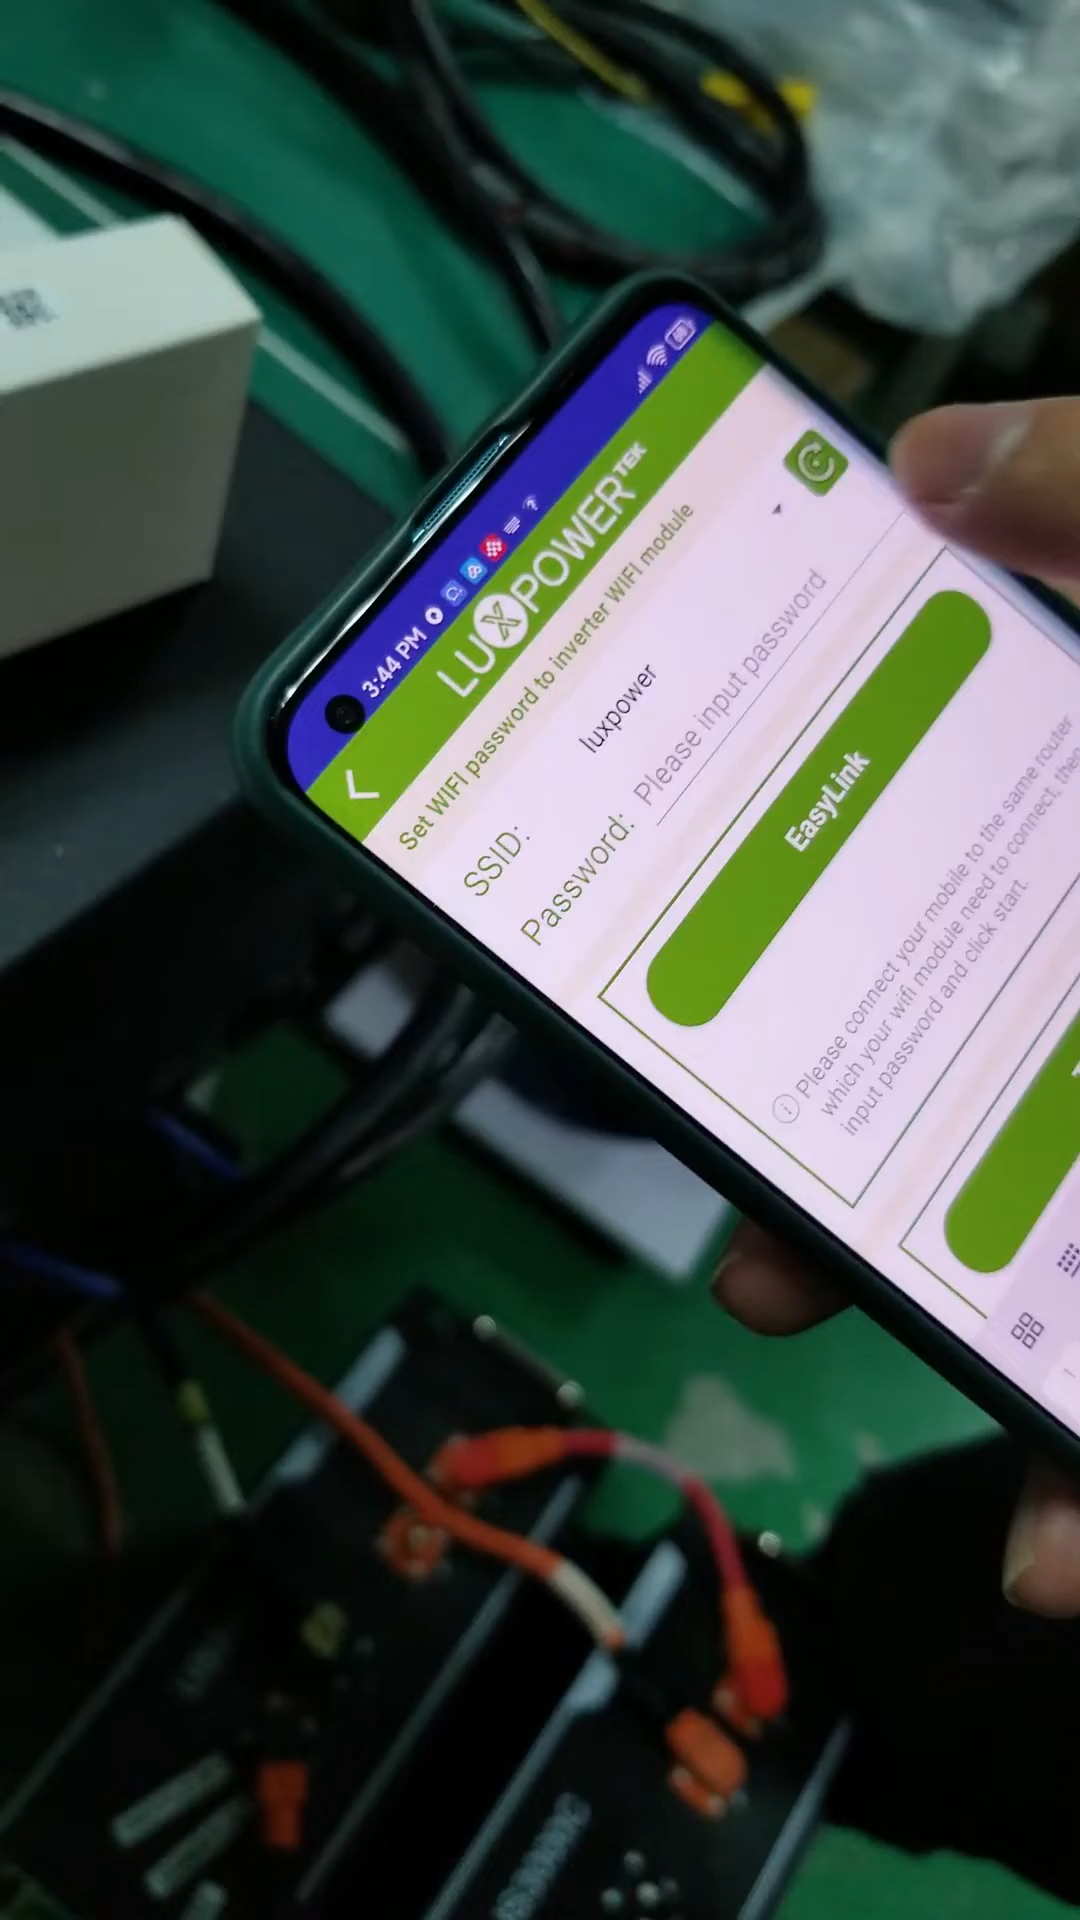 3:44 PM
LUXPOWERTEK
Set WIFI password to inverter WIFI module
SSID: luxpower
Password: Please input password
EasyLink
Please connect your mobile to the same router
which your wifi module need to connect, then
input password and click start.